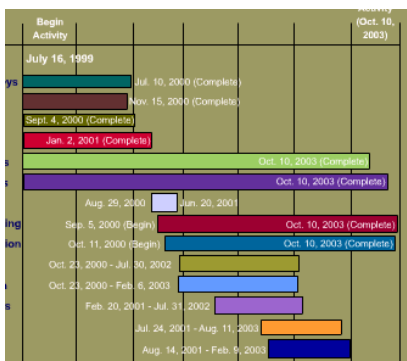 Begin
Activity
Activity
(Oct. 10,
2003)
July 16, 1999
Jul. 10, 2000 (Complete)
Nov. 15, 2000 (Complete)
Sept. 4, 2000 (Complete)
Jan. 2, 2001 (Complete)
Oct. 10, 2003 (Complete)
Oct. 10, 2003 (Complete)
Aug. 29, 2000 Jun. 20, 2001
Sep. 5, 2000 (Begin) Oct. 10, 2003 (Complete)
Oct. 11, 2000 (Begin) Oct. 10, 2003 (Complete)
Oct. 23, 2000 - Jul. 30, 2002
Oct. 23, 2000 - Feb. 6, 2003
Feb. 20, 2001 - Jul. 31, 2002
Jul. 24, 2001 - Aug. 11, 2003
Aug. 14, 2001 - Feb. 9, 2003